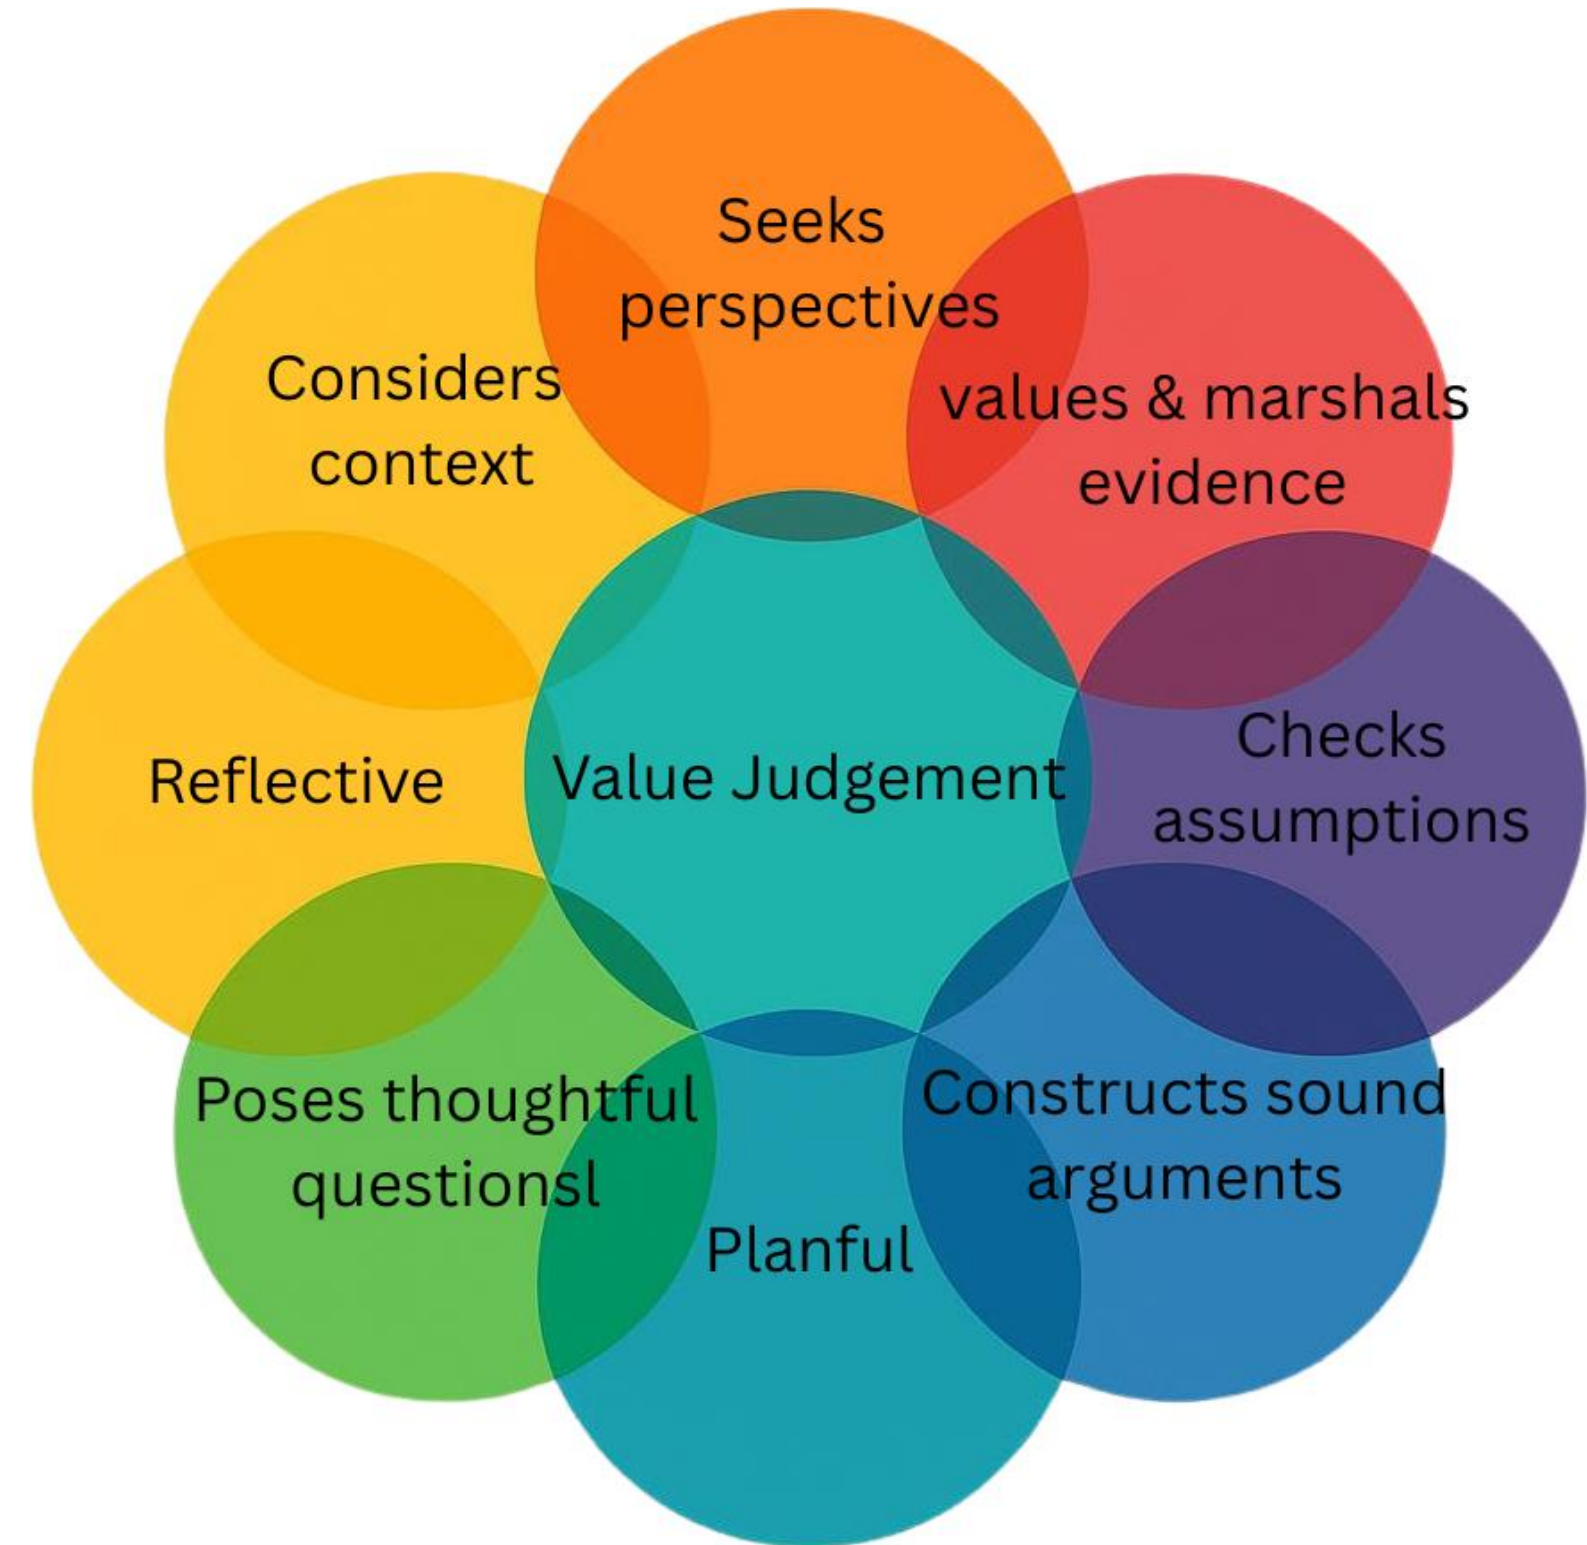 Seeks
perspectives
values & marshals
evidence
Considers
context
Checks
assumptions
Reflective
Value Judgement
Constructs sound
arguments
Poses thoughtful
questionsl
Planful